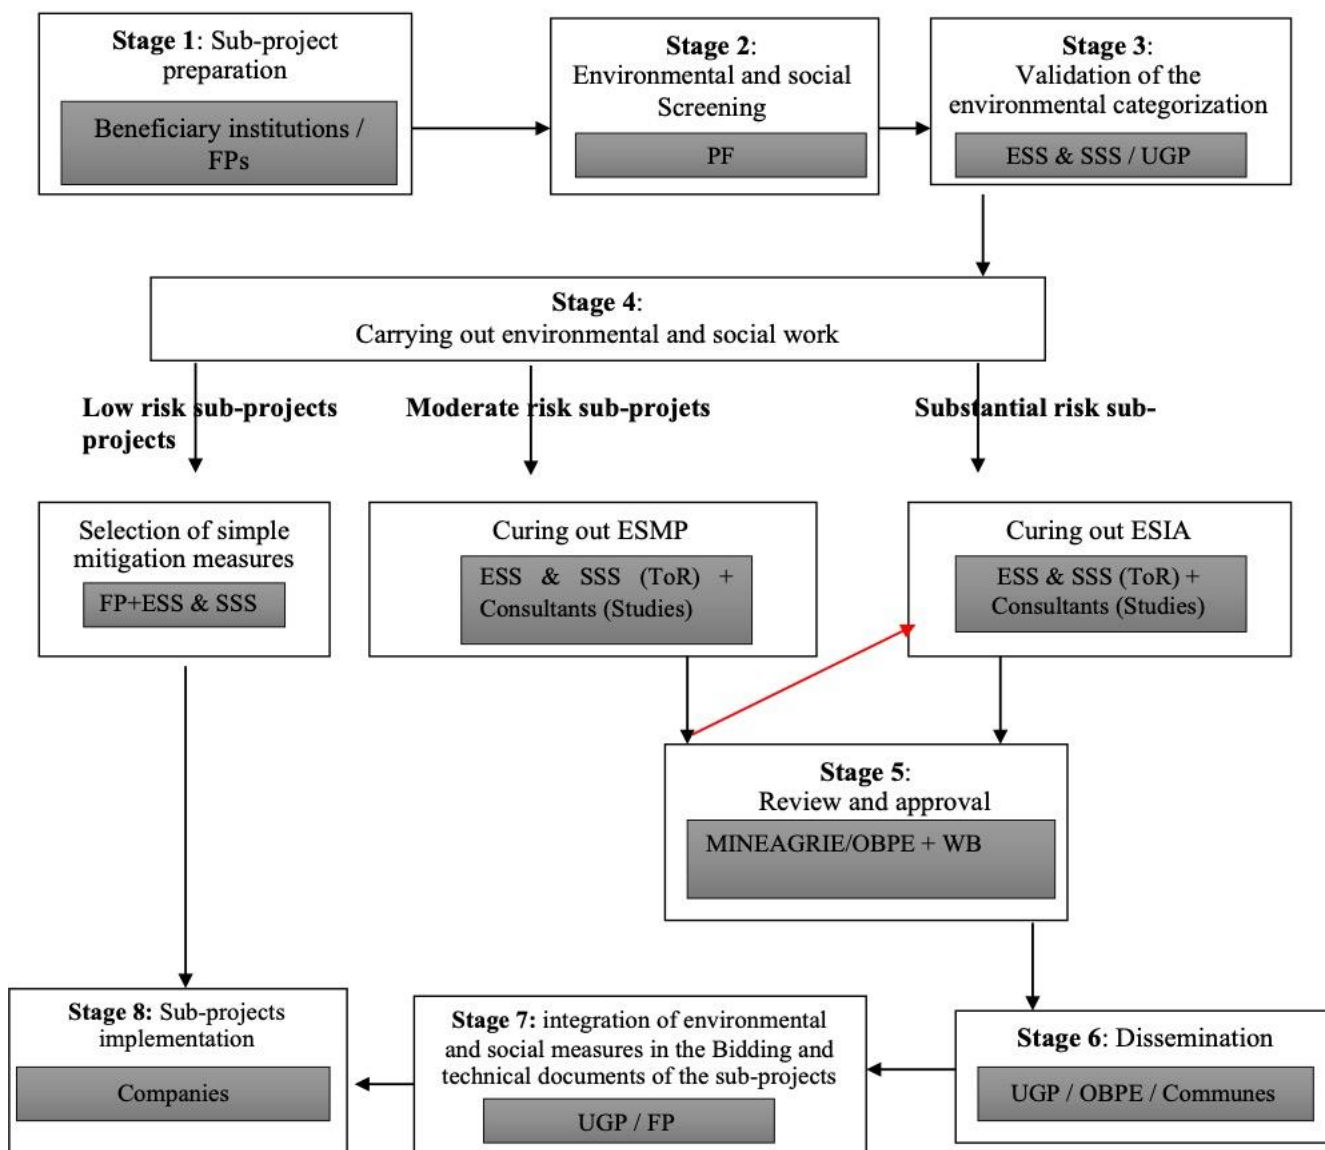 Stage 1: Sub-project
preparation
Beneficiary institutions /
FPs
Stage 2:
Environmental and social
Screening
PF
Stage 3:
Validation of the
environmental categorization
ESS & SSS / UGP
Stage 4:
Carrying out environmental and social work
Low risk sub-projects
projects
Moderate risk sub-projets
Substantial risk sub-
Selection of simple
mitigation measures
FP+ESS & SSS
Curing out ESMP
ESS & SSS (ToR) +
Consultants (Studies)
Curing out ESIA
ESS & SSS (ToR) +
Consultants (Studies)
Stage 5:
Review and approval
MINEAGRIE/OBPE + WB
Stage 8: Sub-projects
implementation
Companies
Stage 7: integration of environmental
and social measures in the Bidding and
technical documents of the sub-projects
UGP / FP
Stage 6: Dissemination
UGP / OBPE / Communes